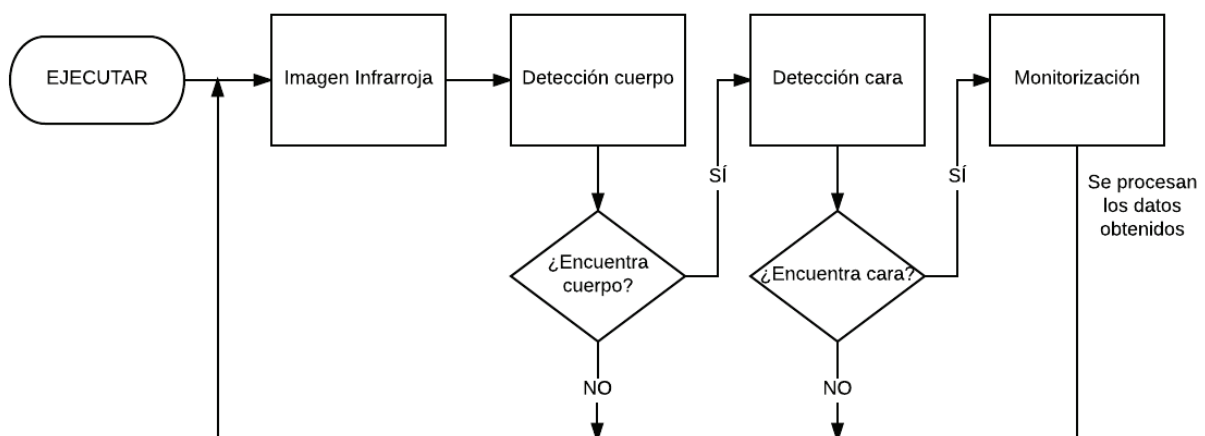 EJECUTAR
Imagen Infrarroja
Detección cuerpo
Detección cara
Monitorización
SÍ
SÍ
Se procesan
los datos
obtenidos
¿Encuentra
cuerpo?
¿Encuentra cara?
NO
NO